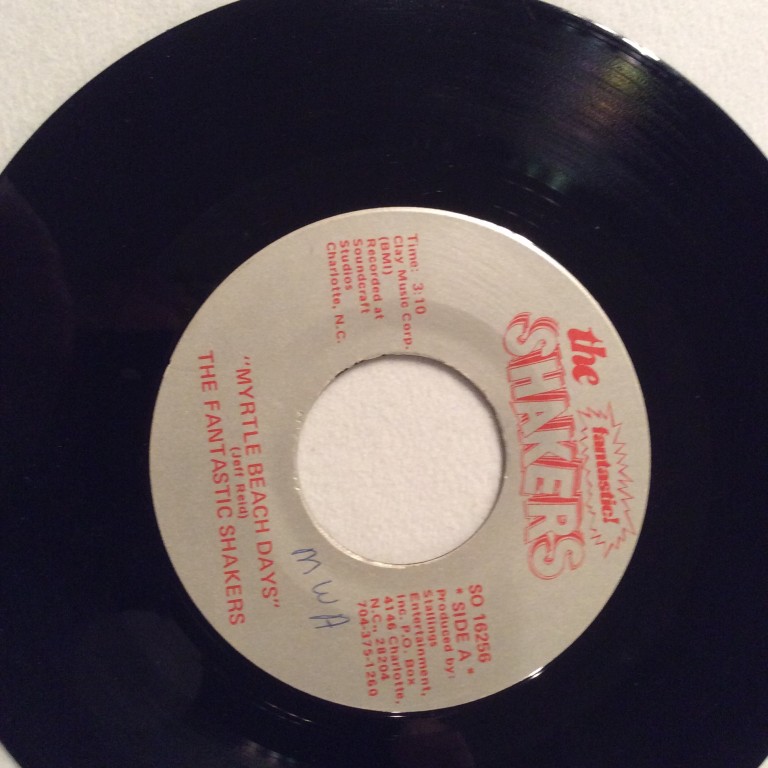 the
fantastic!
SHAKERS
Time: 3:10
Clay Music Corp.
(BMI)
Recorded at
Soundcraft
Studios
Charlotte, N.C.
SO 16256
* SIDE A *
Produced by:
Stallings
Entertainment,
Inc. P.O. Box
4146 Charlotte,
N.C., 28204
704-375-1260
MWA
"MYRTLE BEACH DAYS"
(Jeff Reid)
THE FANTASTIC SHAKERS